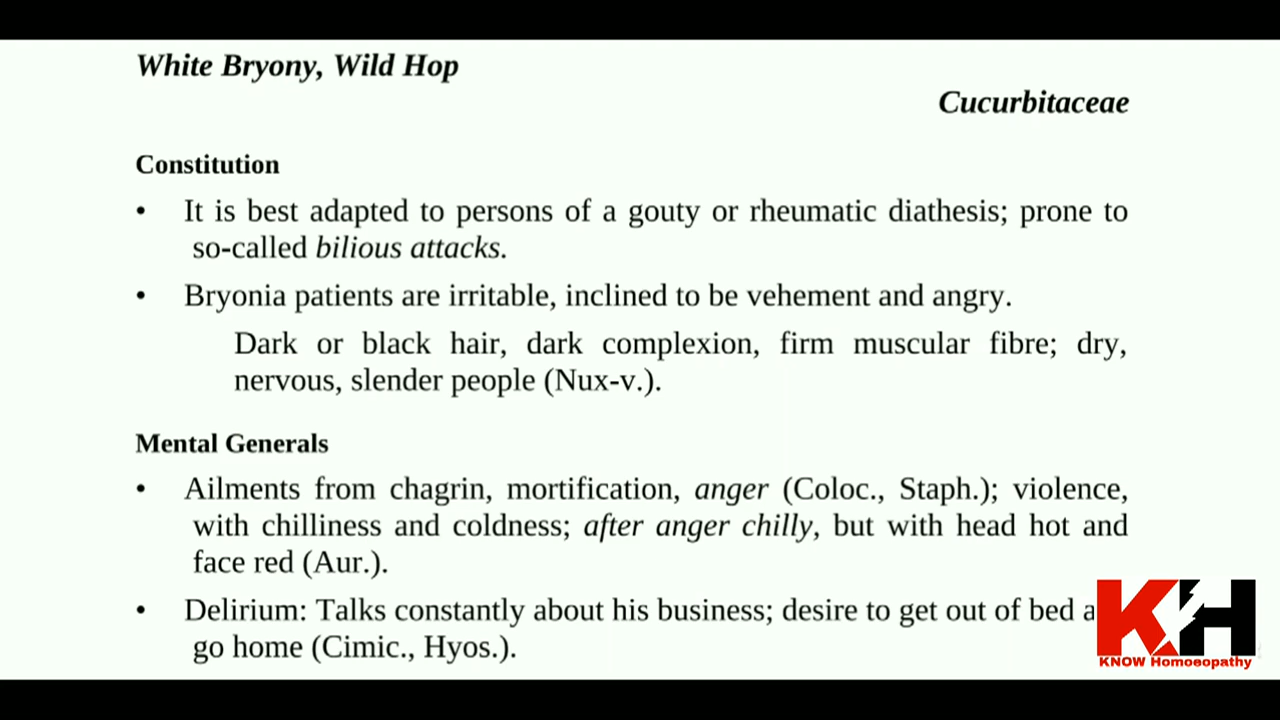 White Bryony, Wild Hop
Cucurbitaceae
Constitution
• It is best adapted to persons of a gouty or rheumatic diathesis; prone to
so-called bilious attacks.
• Bryonia patients are irritable, inclined to be vehement and angry.
Dark or black hair, dark complexion, firm muscular fibre; dry,
nervous, slender people (Nux-v.).
Mental Generals
• Ailments from chagrin, mortification, anger (Coloc., Staph.); violence,
with chilliness and coldness; after anger chilly, but with head hot and
face red (Aur.).
• Delirium: Talks constantly about his business; desire to get out of bed
go home (Cimic., Hyos.).
KH
KNOW Homoeopathy